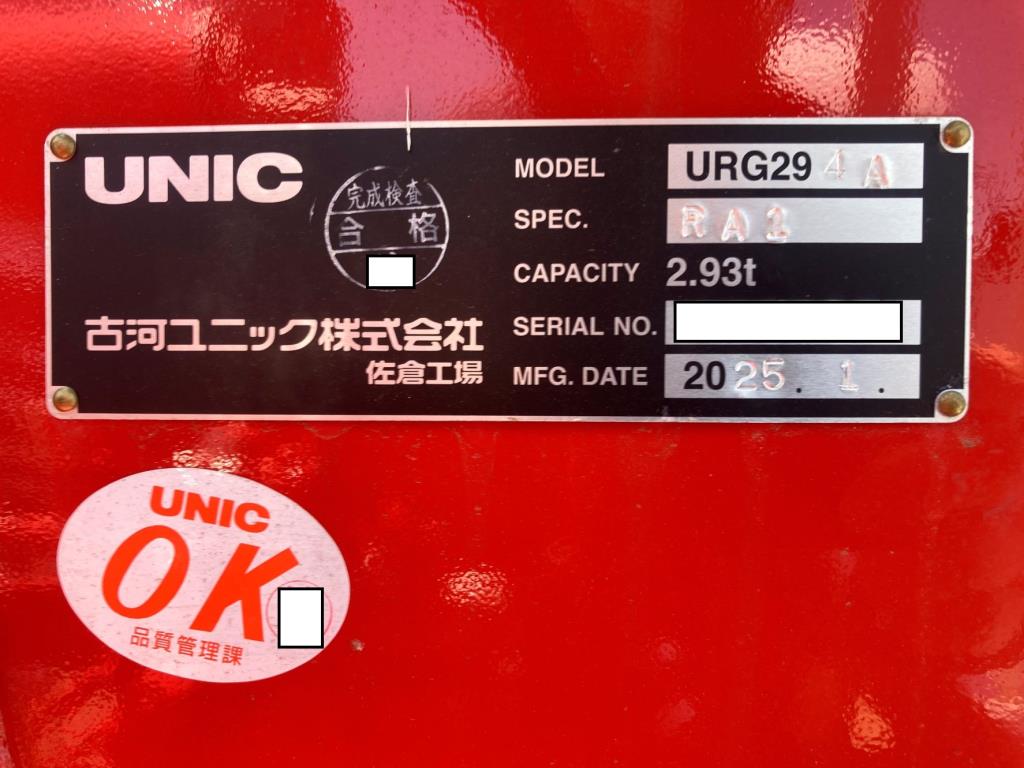 UNIC
完成検査
合格
古河ユニック株式会社
佐倉工場
MODEL URG294A
SPEC. RA1
CAPACITY 2.93t
SERIAL NO.
MFG. DATE 2025. 1.
UNIC
OK
品質管理課